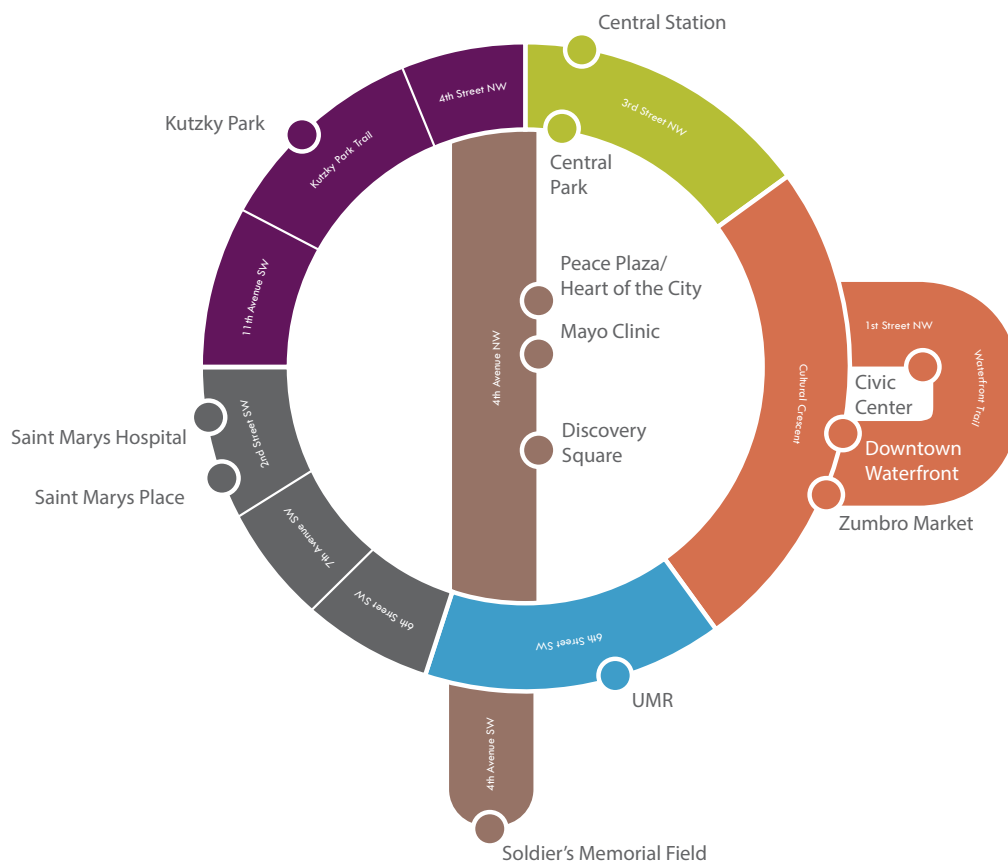 Central Station
4th Street NW
3rd Street NW
Kutzky Park
Kutzky Park Trail
Central
Park
11th Avenue SW
Peace Plaza/
Heart of the City
Mayo Clinic
4th Avenue NW
1st Street NW
Waterfront Trail
Cultural Crescent
Civic
Center
Saint Marys Hospital
2nd Street SW
Discovery
Square
Downtown
Waterfront
Saint Marys Place
Zumbro Market
7th Avenue SW
6th Street SW
6th Street SW
UMR
4th Avenue SW
Soldier’s Memorial Field